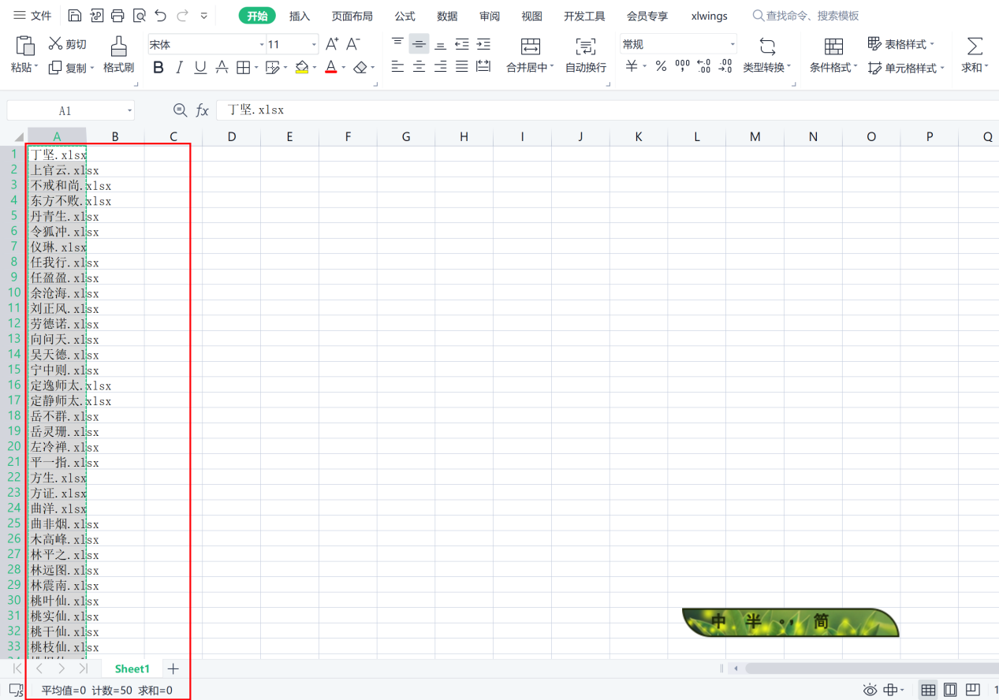 文件 开始 插入 页面布局 公式 数据 审阅 视图 开发工具 会员专享 xlwings 查找命令、搜索模板
剪切 宋体 11 A+ A- 常规 表格样式
粘贴 复制 格式刷 B I U A A 合并居中 自动换行 ¥ % 000 ←.0 .00 .00 →.0 类型转换 条件格式 单元格样式 求和
A1 fx 丁坚.xlsx
A B C D E F G H I J K L M N O P Q
1 丁坚.xlsx
2 上官云.xlsx
3 不戒和尚.xlsx
4 东方不败.xlsx
5 丹青生.xlsx
6 令狐冲.xlsx
7 仪琳.xlsx
8 任我行.xlsx
9 任盈盈.xlsx
10 余沧海.xlsx
11 刘正风.xlsx
12 劳德诺.xlsx
13 向问天.xlsx
14 吴天德.xlsx
15 宁中则.xlsx
16 定逸师太.xlsx
17 定静师太.xlsx
18 岳不群.xlsx
19 岳灵珊.xlsx
20 左冷禅.xlsx
21 平一指.xlsx
22 方生.xlsx
23 方证.xlsx
24 曲洋.xlsx
25 曲非烟.xlsx
26 木高峰.xlsx
27 林平之.xlsx
28 林远图.xlsx
29 林震南.xlsx
30 桃叶仙.xlsx
31 桃实仙.xlsx
32 桃干仙.xlsx
33 桃枝仙.xlsx
中 半 简
Sheet1
平均值=0 计数=50 求和=0